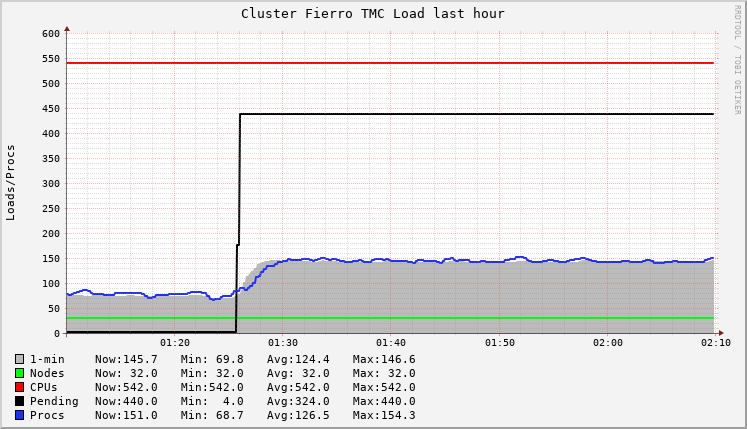 Cluster Fierro TMC Load last hour
RRDTOOL / TOBI OETIKER
Loads/Procs
600
550
500
450
400
350
300
250
200
150
100
50
0
01:20 01:30 01:40 01:50 02:00 02:10
1-min Now:145.7 Min: 69.8 Avg:124.4 Max:146.6
Nodes Now: 32.0 Min: 32.0 Avg: 32.0 Max: 32.0
CPUs Now:542.0 Min:542.0 Avg:542.0 Max:542.0
Pending Now:440.0 Min: 4.0 Avg:324.0 Max:440.0
Procs Now:151.0 Min: 68.7 Avg:126.5 Max:154.3